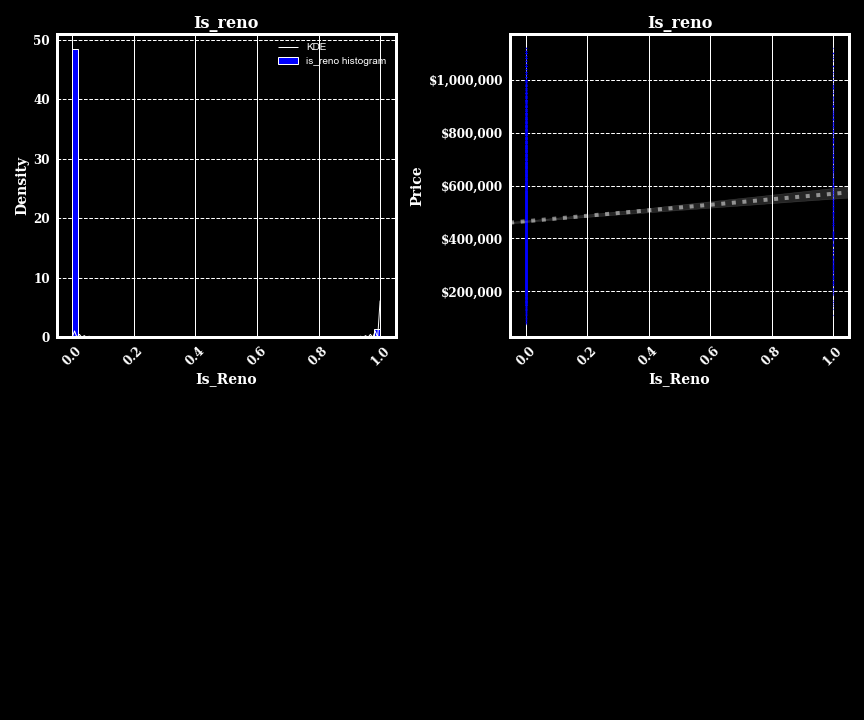 Is_reno
KDE
is_reno histogram
50
40
30
20
10
0
Density
0.0 0.2 0.4 0.6 0.8 1.0
Is_Reno
Is_reno
$1,000,000
$800,000
$600,000
$400,000
$200,000
Price
0.0 0.2 0.4 0.6 0.8 1.0
Is_Reno